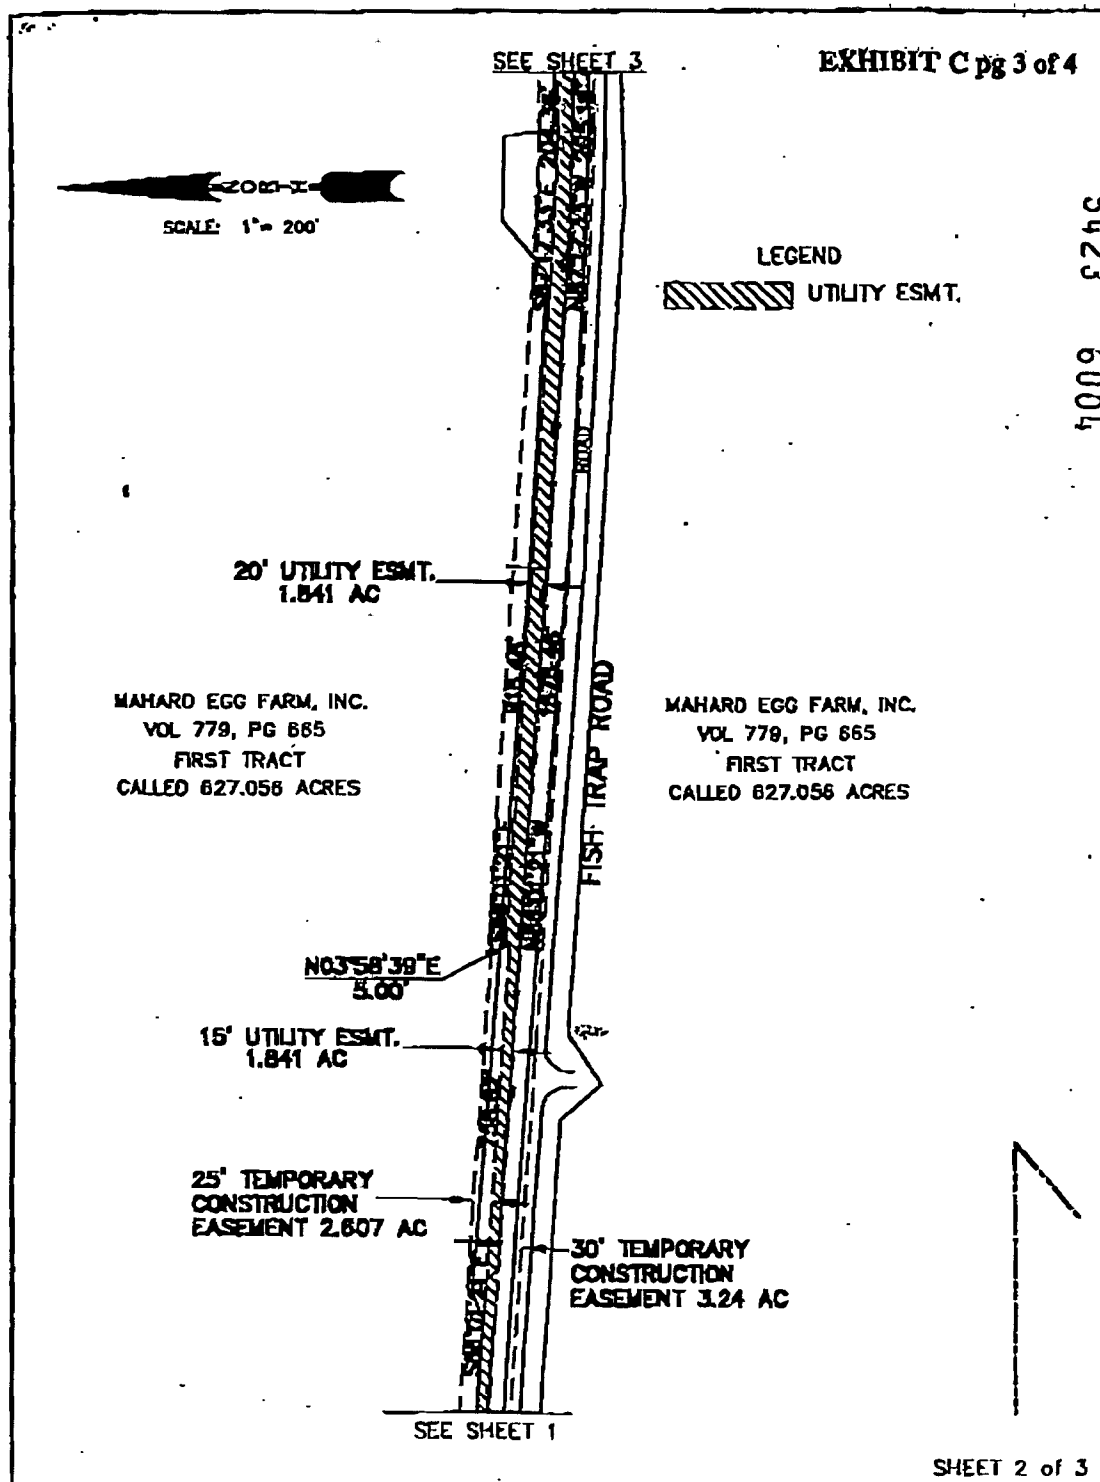 SEE SHEET 3
EXHIBIT C pg 3 of 4
NORTH
SCALE: 1"= 200'
LEGEND
UTILITY ESMT.
5423 6004
ROAD
20' UTILITY ESMT.
1.841 AC
MAHARD EGG FARM, INC.
VOL 779, PG 665
FIRST TRACT
CALLED 627.056 ACRES
FISH TRAP ROAD
MAHARD EGG FARM, INC.
VOL 779, PG 665
FIRST TRACT
CALLED 627.056 ACRES
N03°58'39"E
5.00'
15' UTILITY ESMT.
1.841 AC
25' TEMPORARY
CONSTRUCTION
EASEMENT 2.607 AC
30' TEMPORARY
CONSTRUCTION
EASEMENT 3.24 AC
SEE SHEET 1
SHEET 2 of 3